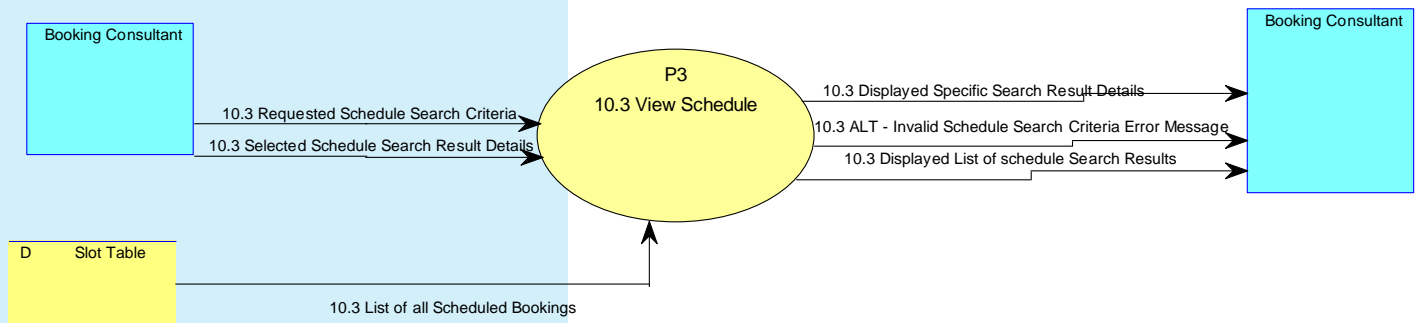 Booking Consultant
10.3 Requested Schedule Search Criteria
10.3 Selected Schedule Search Result Details
D Slot Table
10.3 List of all Scheduled Bookings
P3
10.3 View Schedule
10.3 Displayed Specific Search Result Details
10.3 ALT - Invalid Schedule Search Criteria Error Message
10.3 Displayed List of schedule Search Results
Booking Consultant